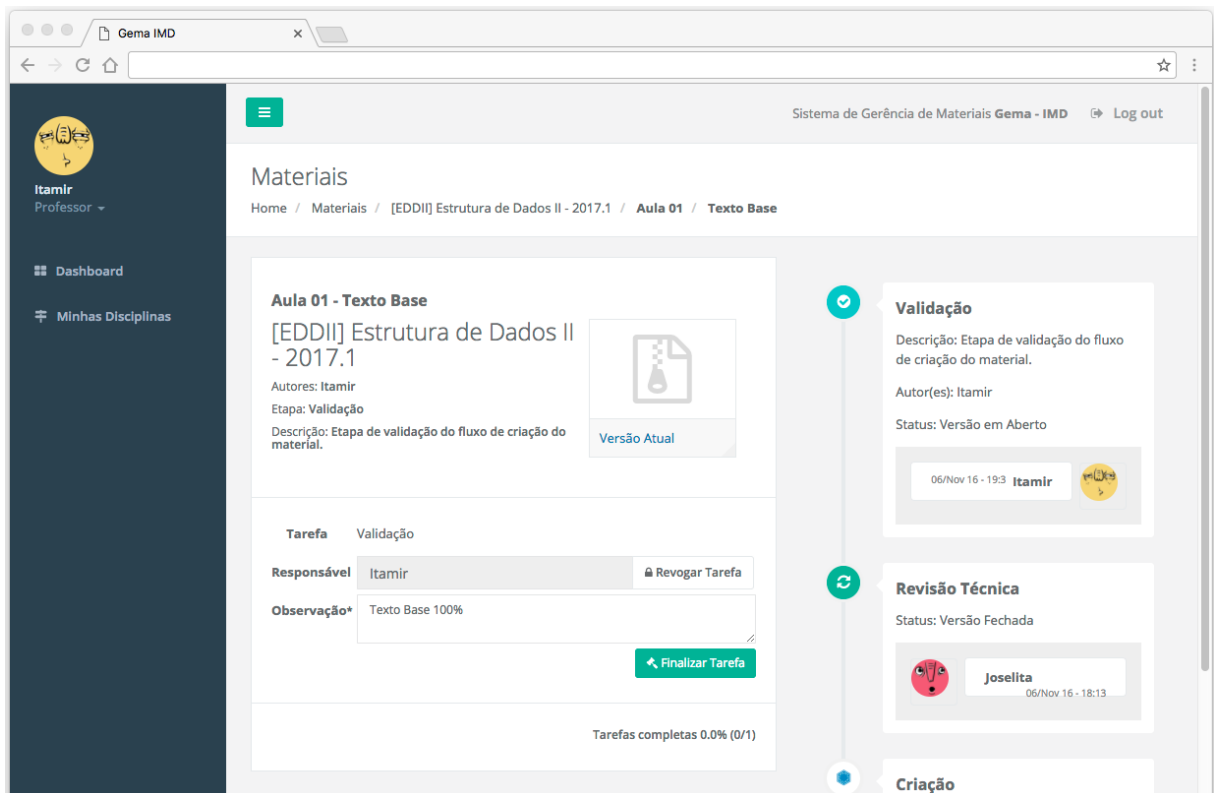 Gema IMD
Sistema de Gerência de Materiais Gema - IMD Log out
Itamir
Professor
Dashboard
Minhas Disciplinas
Materiais
Home / Materiais / [EDDII] Estrutura de Dados II - 2017.1 / Aula 01 / Texto Base
Aula 01 - Texto Base
[EDDII] Estrutura de Dados II
- 2017.1
Autores: Itamir
Etapa: Validação
Descrição: Etapa de validação do fluxo de criação do
material.
Versão Atual
Tarefa Validação
Responsável Itamir Revogar Tarefa
Observação* Texto Base 100%
Finalizar Tarefa
Tarefas completas 0.0% (0/1)
Validação
Descrição: Etapa de validação do fluxo
de criação do material.
Autor(es): Itamir
Status: Versão em Aberto
06/Nov 16 - 19:3 Itamir
Revisão Técnica
Status: Versão Fechada
Joselita
06/Nov 16 - 18:13
Criação